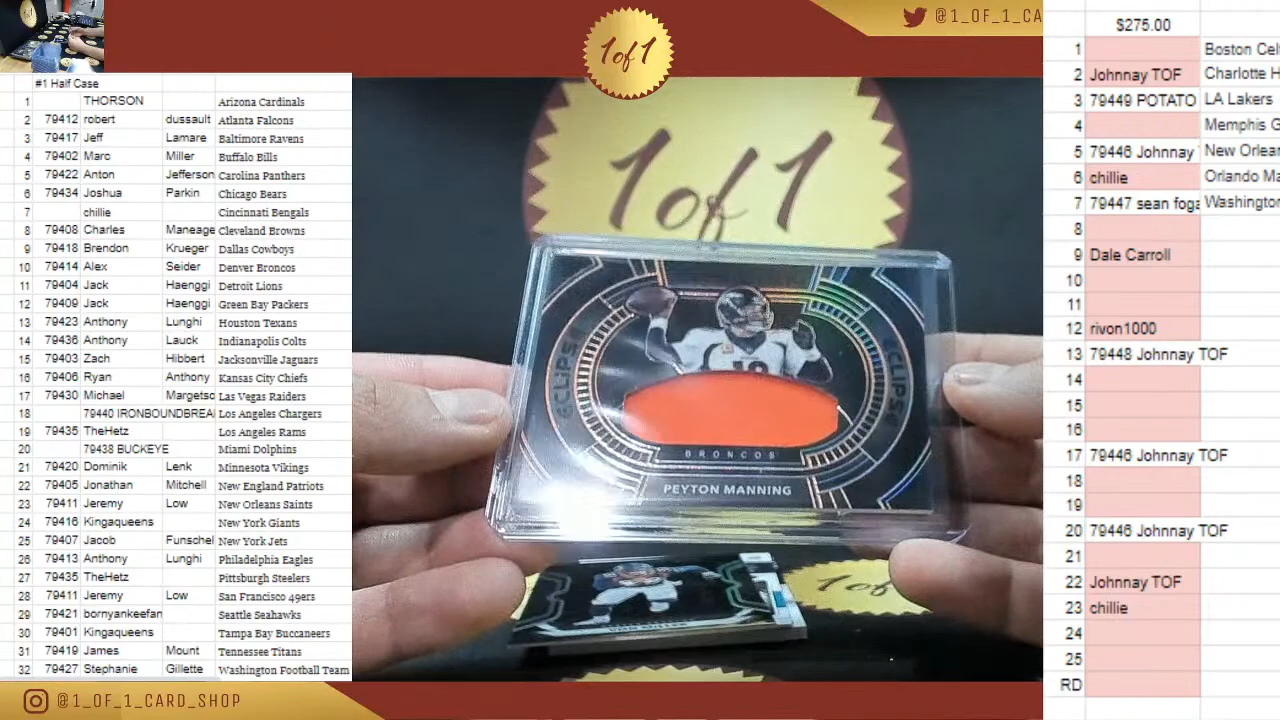 1 of 1
@1_OF_1_CA
#1 Half Case
1 THORSON Arizona Cardinals
2 79412 robert dussault Atlanta Falcons
3 79417 Jeff Lamare Baltimore Ravens
4 79402 Marc Miller Buffalo Bills
5 79422 Anton Jefferson Carolina Panthers
6 79434 Joshua Parkin Chicago Bears
7 chillie Cincinnati Bengals
8 79408 Charles Maneage Cleveland Browns
9 79418 Brendon Krueger Dallas Cowboys
10 79414 Alex Seider Denver Broncos
11 79404 Jack Haenggi Detroit Lions
12 79409 Jack Haenggi Green Bay Packers
13 79423 Anthony Lunghi Houston Texans
14 79436 Anthony Lauck Indianapolis Colts
15 79403 Zach Hibbert Jacksonville Jaguars
16 79406 Ryan Anthony Kansas City Chiefs
17 79430 Michael Margetso Las Vegas Raiders
18 79440 IRONBOUNDBREA Los Angeles Chargers
19 79435 TheHetz Los Angeles Rams
20 79438 BUCKEYE Miami Dolphins
21 79420 Dominik Lenk Minnesota Vikings
22 79405 Jonathan Mitchell New England Patriots
23 79411 Jeremy Low New Orleans Saints
24 79416 Kingaqueens New York Giants
25 79407 Jacob Funschel New York Jets
26 79413 Anthony Lunghi Philadelphia Eagles
27 79435 TheHetz Pittsburgh Steelers
28 79411 Jeremy Low San Francisco 49ers
29 79421 bornyankeefan Seattle Seahawks
30 79401 Kingaqueens Tampa Bay Buccaneers
31 79419 James Mount Tennessee Titans
32 79427 Stephanie Gillette Washington Football Team
1 of 1
ECLIPSE
ECLIPSE
18
BRONCOS
PEYTON MANNING
1 of
$275.00
1 Boston Cel
2 Johnnay TOF Charlotte H
3 79449 POTATO LA Lakers
4 Memphis G
5 79446 Johnnay New Orlea
6 chillie Orlando Ma
7 79447 sean foga Washington
8
9 Dale Carroll
10
11
12 rivon1000
13 79448 Johnnay TOF
14
15
16
17 79446 Johnnay TOF
18
19
20 79446 Johnnay TOF
21
22 Johnnay TOF
23 chillie
24
25
RD
@1_OF_1_CARD_SHOP